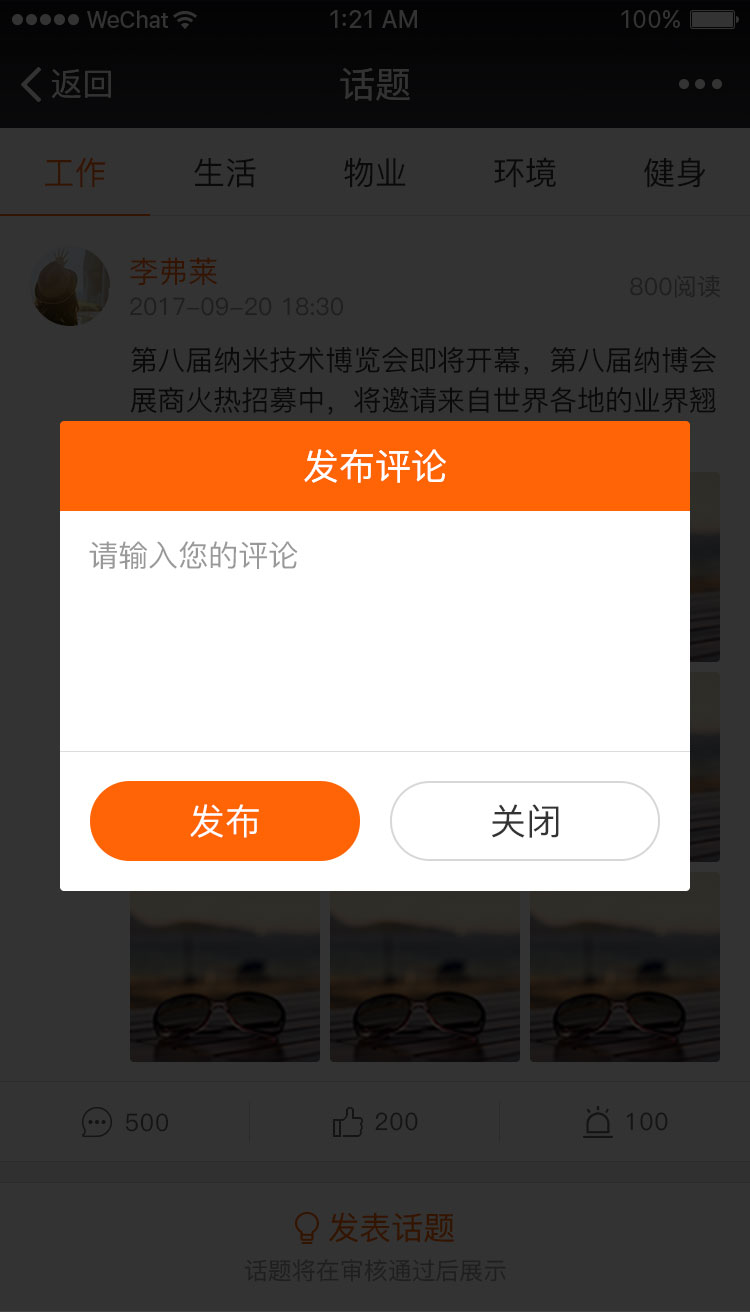 WeChat 1:21 AM 100%
返回 话题
工作 生活 物业 环境 健身
李弗莱
2017-09-20 18:30 800阅读
第八届纳米技术博览会即将开幕，第八届纳博会
展商火热招募中，将邀请来自世界各地的业界翘
发布评论
请输入您的评论
发布 关闭
500 200 100
发表话题
话题将在审核通过后展示